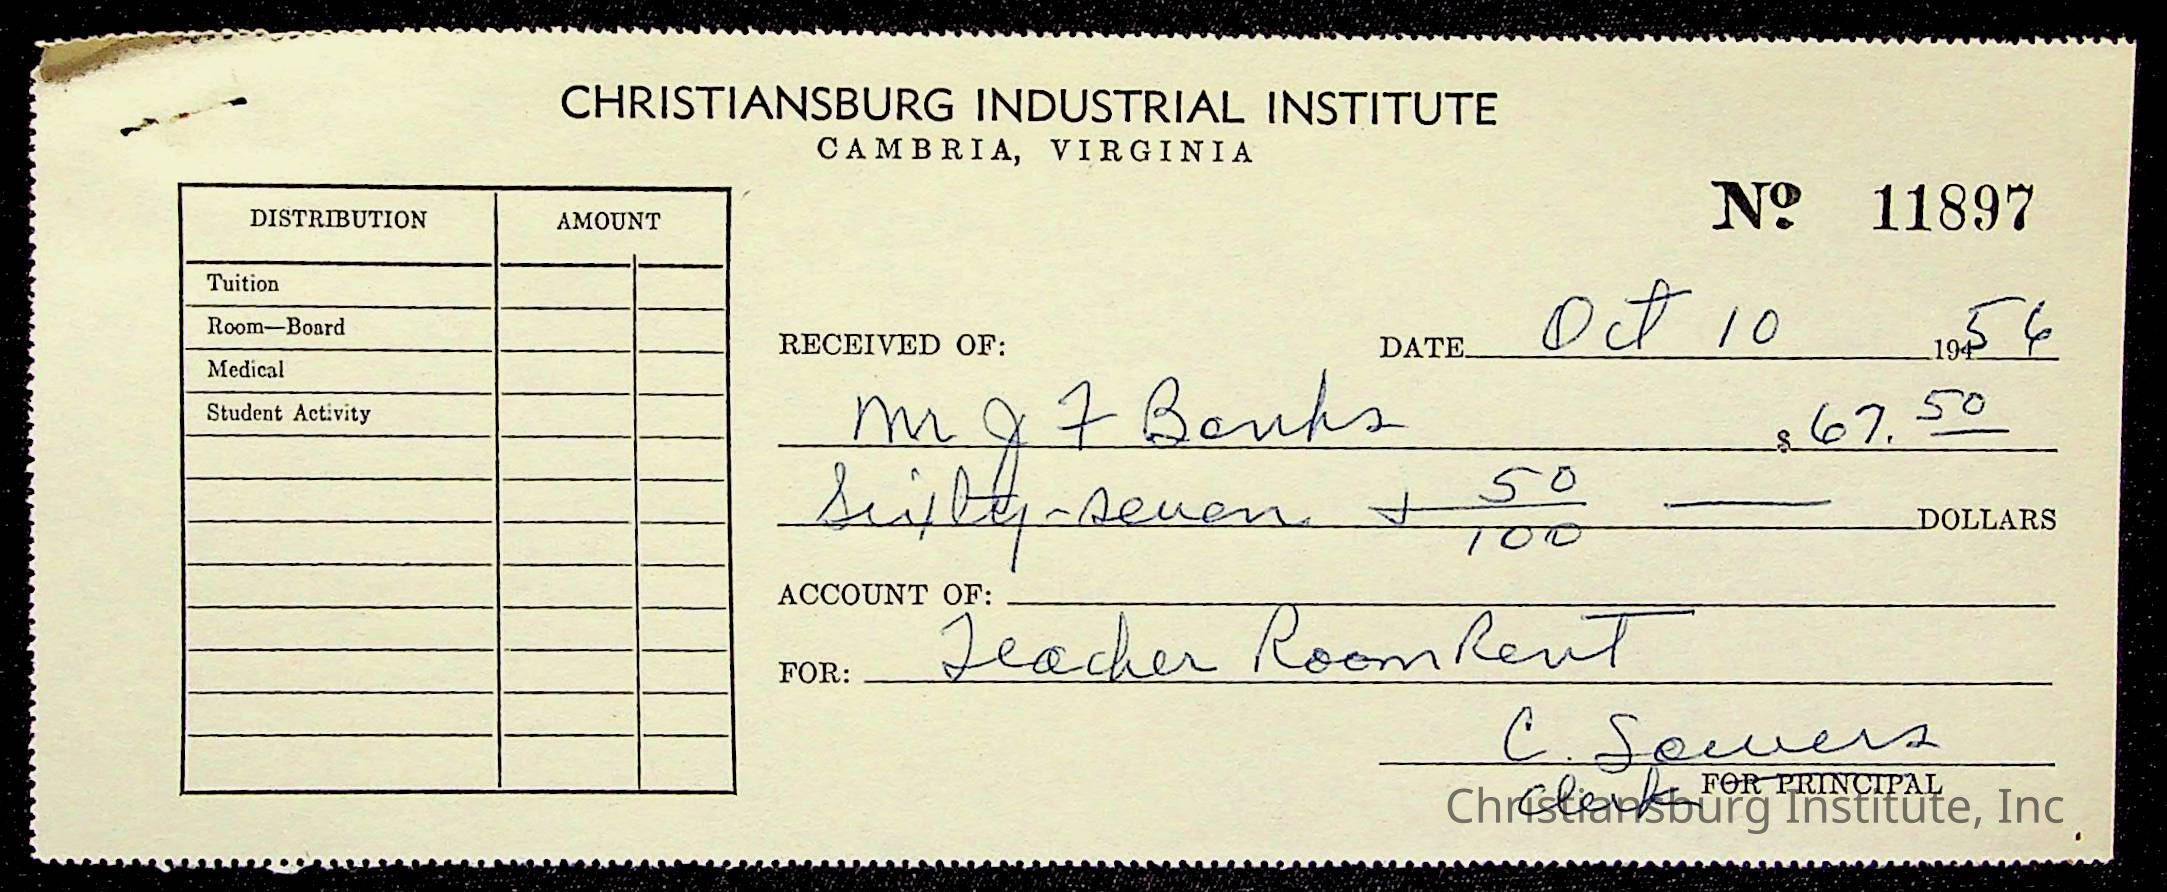 CHRISTIANSBURG INDUSTRIAL INSTITUTE
CAMBRIA, VIRGINIA
Nº 11897
DISTRIBUTION AMOUNT
Tuition
Room—Board
Medical
Student Activity
RECEIVED OF: DATE Oct 10 1956
Mr J F Banks $ 67.50
Sixty-seven + 50/100 — DOLLARS
ACCOUNT OF:
FOR: Teacher Room Rent
C. Sowers
Clerk FOR PRINCIPAL
Christiansburg Institute, Inc